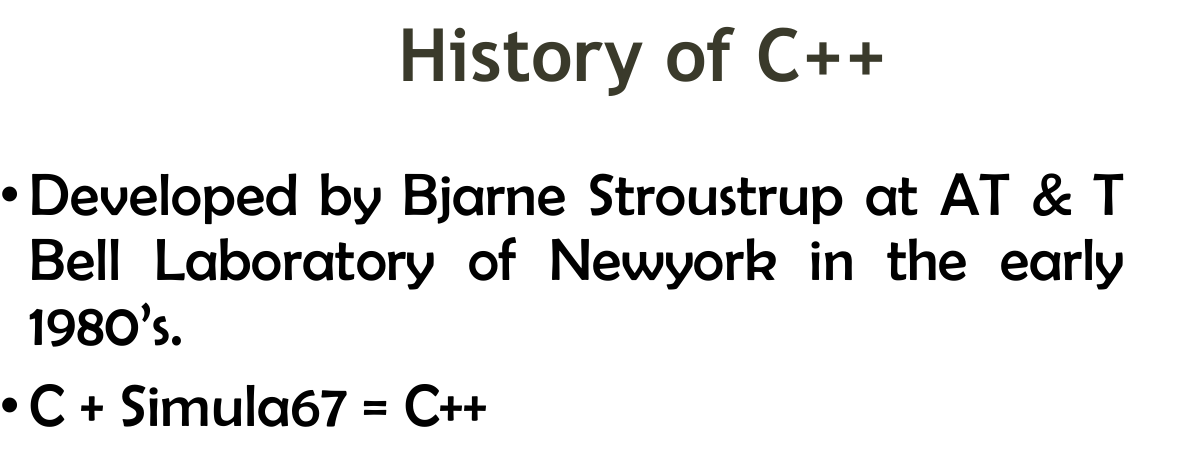 History of C++
• Developed by Bjarne Stroustrup at AT & T
Bell Laboratory of Newyork in the early
1980’s.
• C + Simula67 = C++